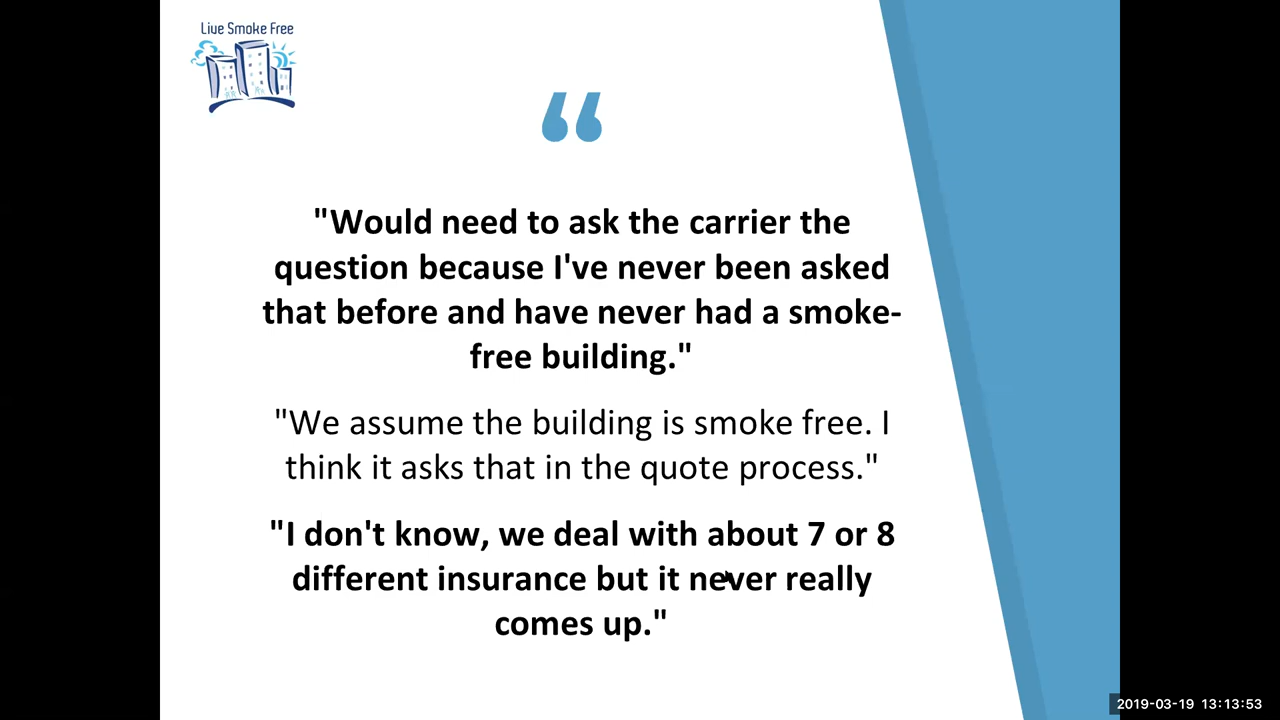 Live Smoke Free
“
"Would need to ask the carrier the
question because I've never been asked
that before and have never had a smoke-
free building."
"We assume the building is smoke free. I
think it asks that in the quote process."
"I don't know, we deal with about 7 or 8
different insurance but it never really
comes up."
2019-03-19 13:13:53